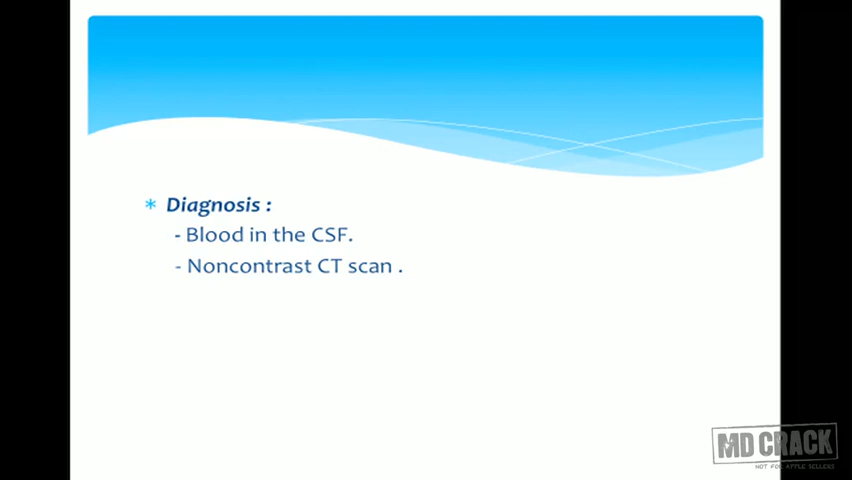 * Diagnosis :
- Blood in the CSF.
- Noncontrast CT scan .
MD CRACK
NOT FOR APPLE SELLERS